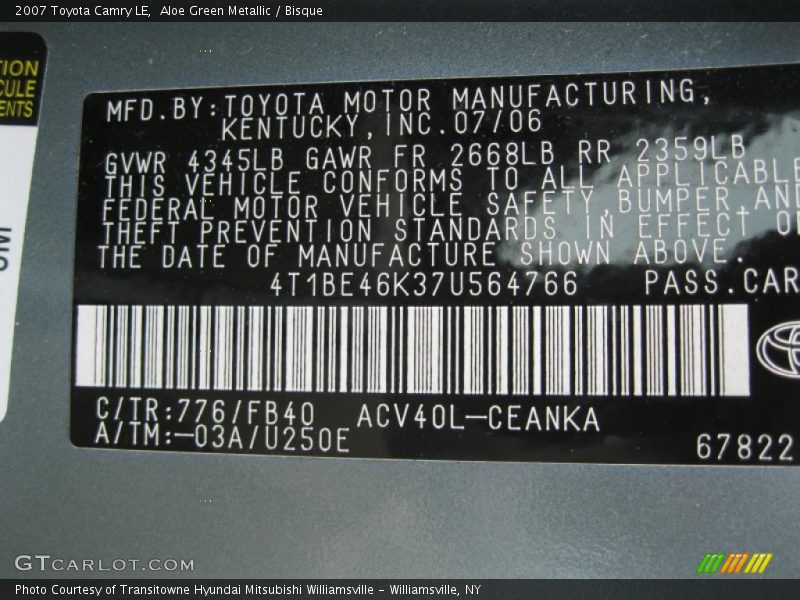 2007 Toyota Camry LE,  Aloe Green Metallic / Bisque
TION
CULE
ENTS
MFD.BY:TOYOTA MOTOR MANUFACTURING,
KENTUCKY,INC.07/06
GVWR 4345LB GAWR FR 2668LB RR 2359LB
THIS VEHICLE CONFORMS TO ALL APPLICABLE
FEDERAL MOTOR VEHICLE SAFETY,BUMPER AND
THEFT PREVENTION STANDARDS IN EFFECT O
THE DATE OF MANUFACTURE SHOWN ABOVE.
4T1BE46K37U564766 PASS.CAR
C/TR:776/FB40 ACV40L-CEANKA
A/TM:-03A/U250E
67822
GTCARLOT.COM
Photo Courtesy of Transitowne Hyundai Mitsubishi Williamsville - Williamsville, NY